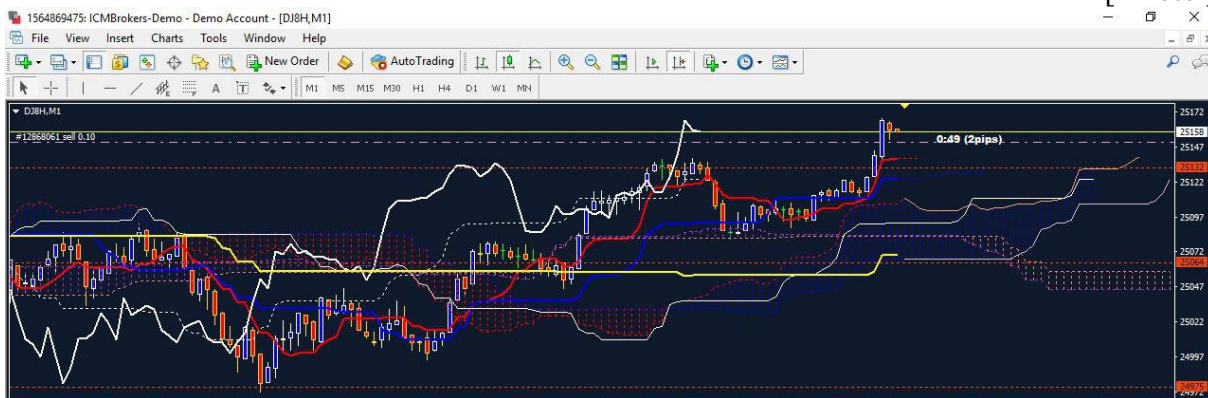 1564869475: ICMBrokers-Demo - Demo Account - [DJ8H,M1]
File View Insert Charts Tools Window Help
New Order AutoTrading
A T M1 M5 M15 M30 H1 H4 D1 W1 MN
DJ8H,M1
25172
#12868061 sell 0.10
25158
0:49 (2pips)
25147
25132
25122
25097
25072
25064
25047
25022
24997
24975
24972